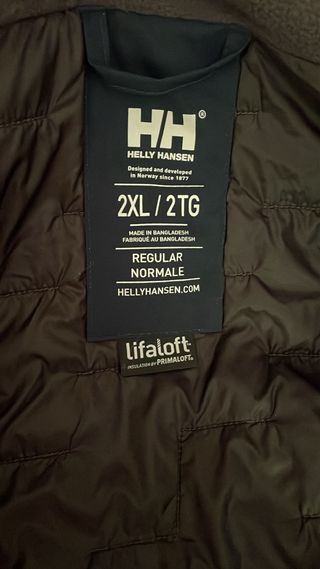 HH®
HELLY HANSEN
Designed and developed
in Norway since 1877
2XL / 2TG
MADE IN BANGLADESH
FABRIQUÉ AU BANGLADESH
REGULAR
NORMALE
HELLYHANSEN.COM
lifaloft™
INSULATION BY PRIMALOFT®